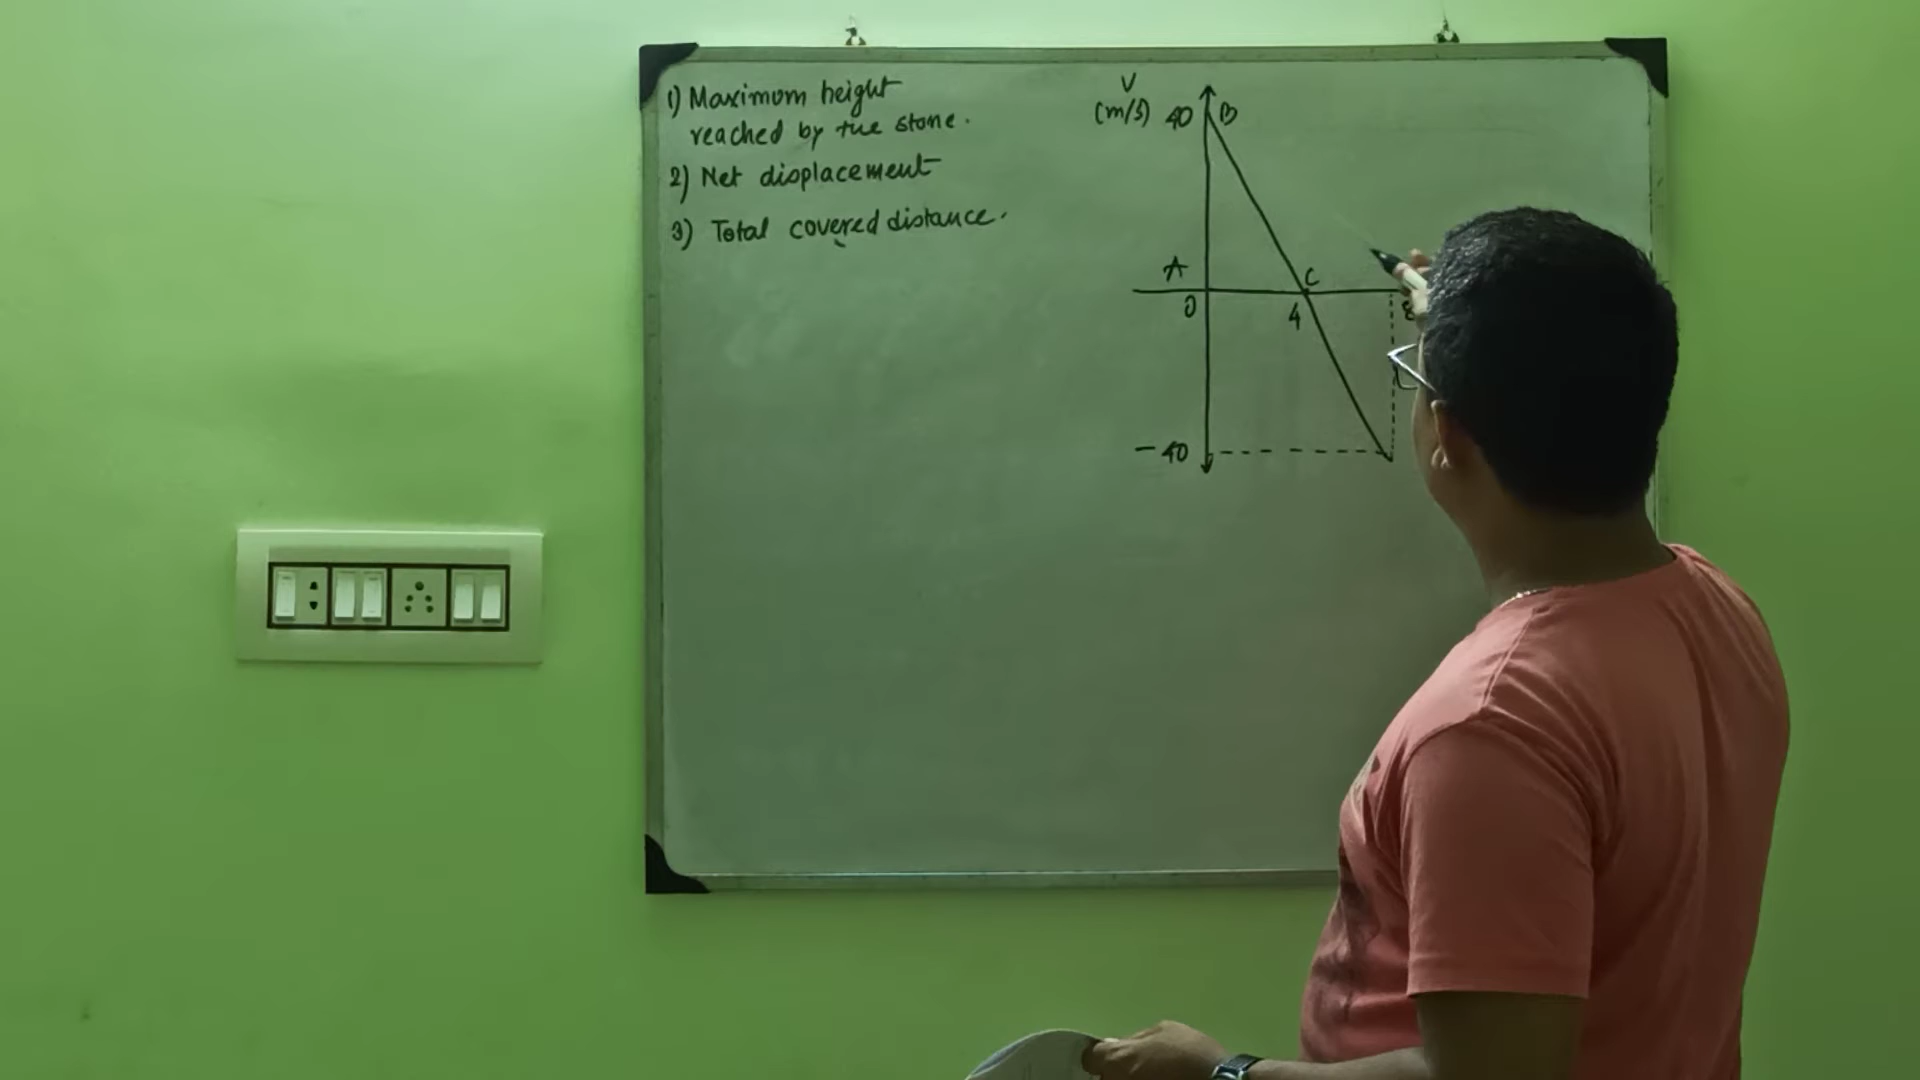 1) Maximum height
reached by the stone.
2) Net displacement
3) Total covered distance.
V
(m/s) 40 B
A C
0 4 8
-40